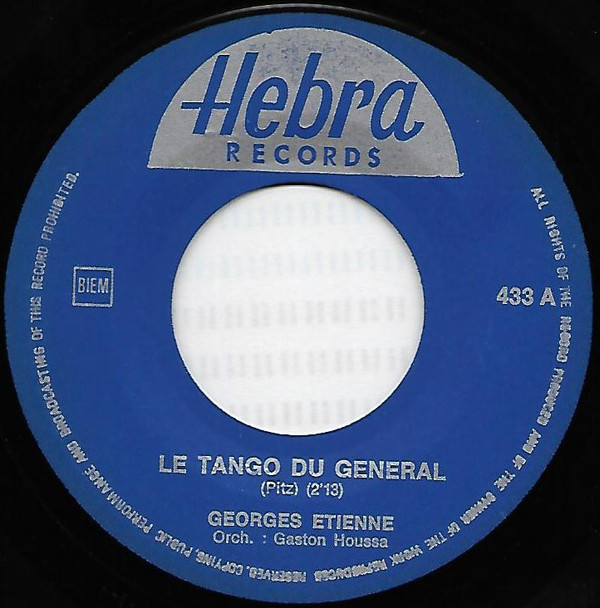 Hebra
RECORDS
BIEM
433 A
LE TANGO DU GENERAL
(Pitz) (2'13)
GEORGES ETIENNE
Orch. : Gaston Houssa
ALL RIGHTS OF THE RECORD PRODUCER AND OF THE OWNER OF THE WORK REPRODUCED RESERVED. COPYING, PUBLIC PERFORMANCE AND BROADCASTING OF THIS RECORD PROHIBITED.